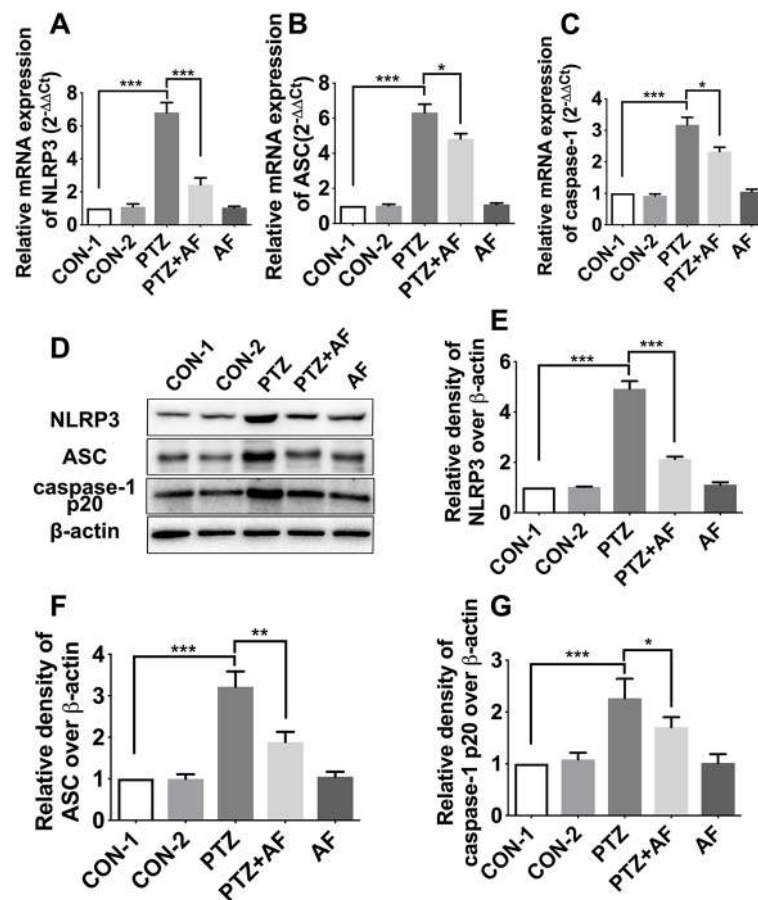 A
Relative mRNA expression
of NLRP3 (2-ΔΔCt)
8
6
4
2
0
***
***
CON-1
CON-2
PTZ
PTZ+AF
AF
B
Relative mRNA expression
of ASC(2-ΔΔCt)
8
6
4
2
0
***
*
CON-1
CON-2
PTZ
PTZ+AF
AF
C
Relative mRNA expression
of caspase-1 (2-ΔΔCt)
4
3
2
1
0
***
*
CON-1
CON-2
PTZ
PTZ+AF
AF
D
CON-1
CON-2
PTZ
PTZ+AF
AF
NLRP3
ASC
caspase-1
p20
β-actin
E
Relative density of
NLRP3 over β-actin
6
4
2
0
***
***
CON-1
CON-2
PTZ
PTZ+AF
AF
F
Relative density of
ASC over β-actin
4
3
2
1
0
***
**
CON-1
CON-2
PTZ
PTZ+AF
AF
G
Relative density of
caspase-1 p20 over β-actin
3
2
1
0
***
*
CON-1
CON-2
PTZ
PTZ+AF
AF